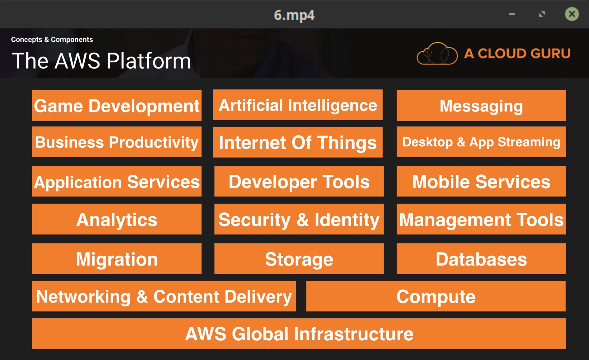 6.mp4
Concepts & Components
The AWS Platform
A CLOUD GURU
Game Development
Artificial Intelligence
Messaging
Business Productivity
Internet Of Things
Desktop & App Streaming
Application Services
Developer Tools
Mobile Services
Analytics
Security & Identity
Management Tools
Migration
Storage
Databases
Networking & Content Delivery
Compute
AWS Global Infrastructure